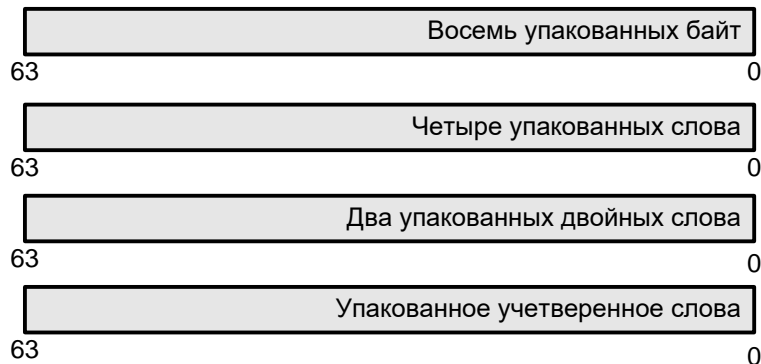 Восемь упакованных байт
63 0
Четыре упакованных слова
63 0
Два упакованных двойных слова
63 0
Упакованное учетверенное слова
63 0